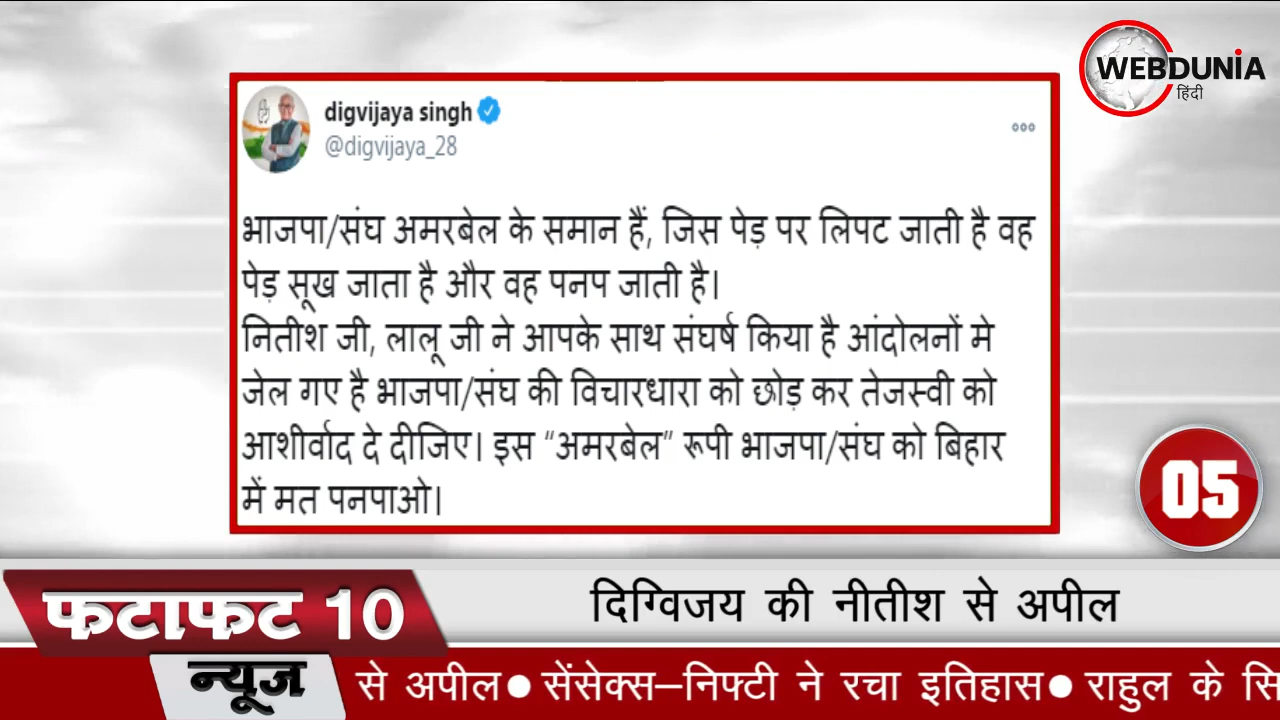 WEBDUNIA
हिंदी
digvijaya singh
@digvijaya_28
भाजपा/संघ अमरबेल के समान हैं, जिस पेड़ पर लिपट जाती है वह
पेड़ सूख जाता है और वह पनप जाती है।
नितीश जी, लालू जी ने आपके साथ संघर्ष किया है आंदोलनों मे
जेल गए है भाजपा/संघ की विचारधारा को छोड़ कर तेजस्वी को
आशीर्वाद दे दीजिए। इस “अमरबेल” रूपी भाजपा/संघ को बिहार
में मत पनपाओ।
05
फटाफट 10
न्यूज
दिग्विजय की नीतीश से अपील
से अपील● सेंसेक्स–निफ्टी ने रचा इतिहास● राहुल के सि